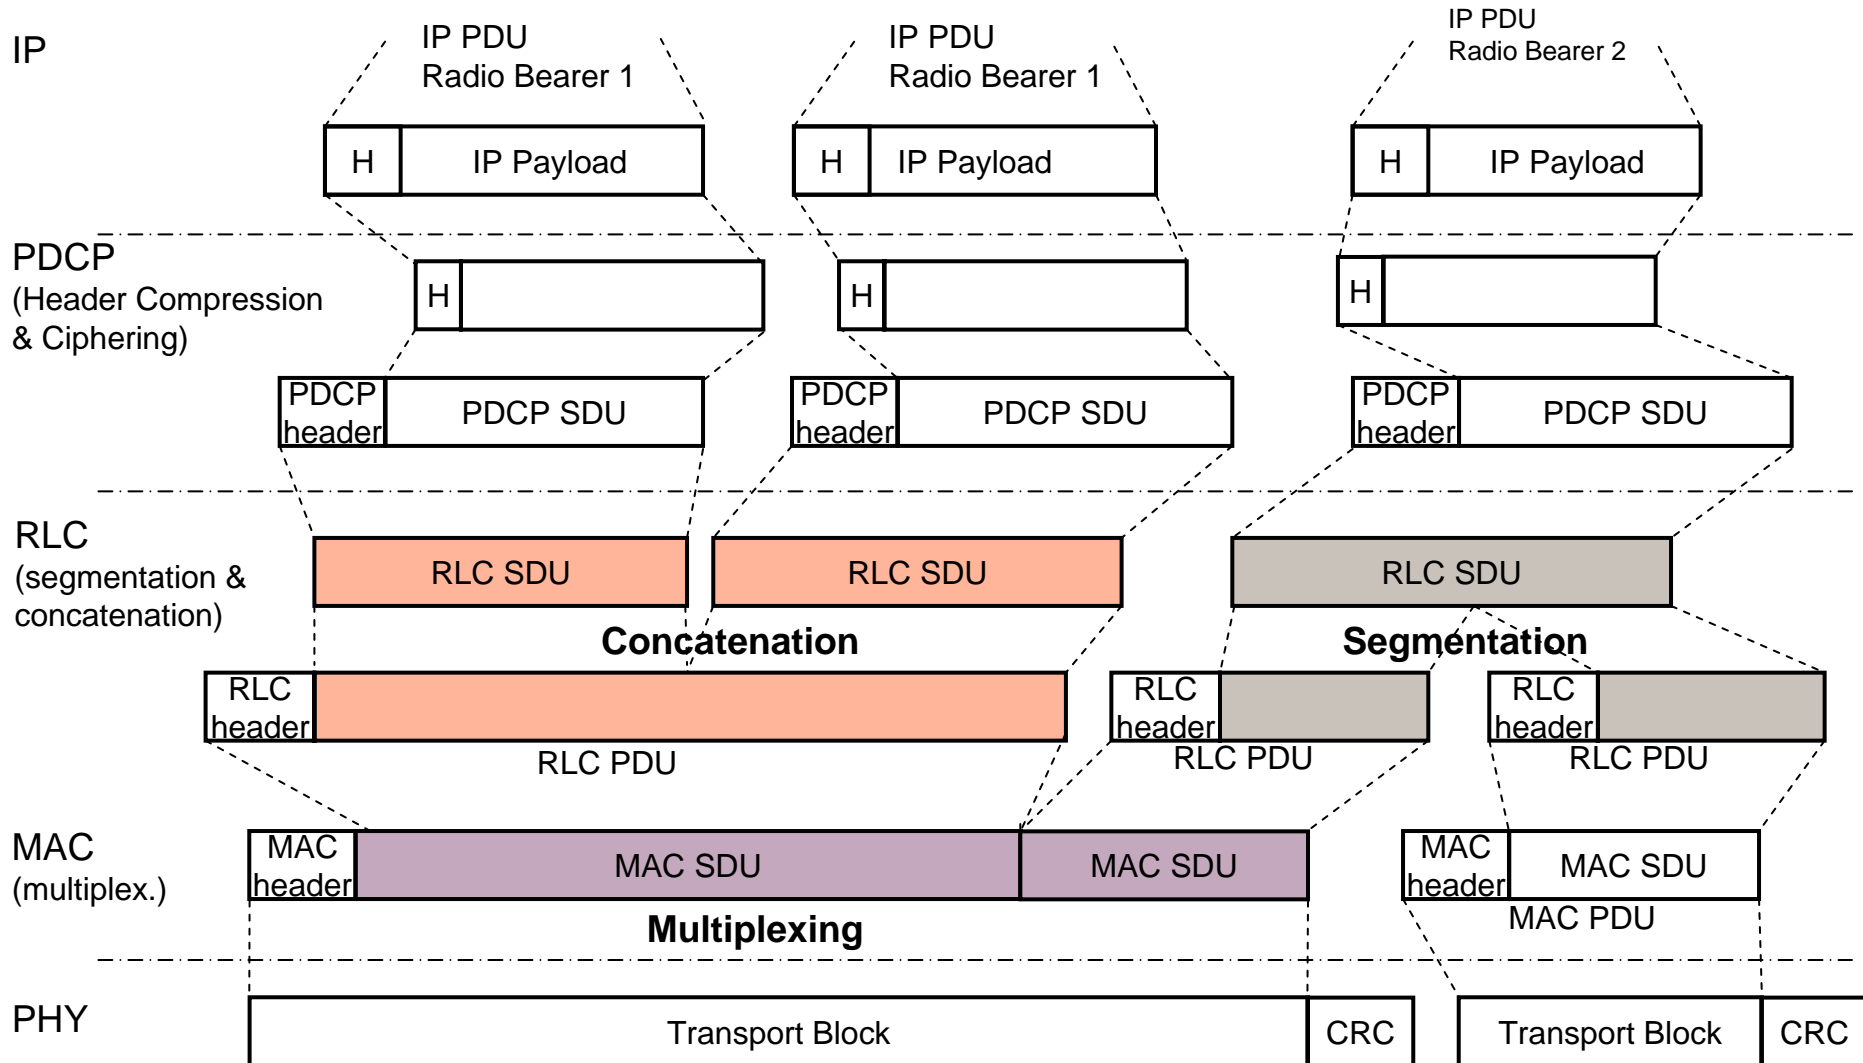 IP
IP PDU
Radio Bearer 1
IP PDU
Radio Bearer 1
IP PDU
Radio Bearer 2
H
IP Payload
H
IP Payload
H
IP Payload
PDCP
(Header Compression
& Ciphering)
H
H
H
PDCP
header
PDCP SDU
PDCP
header
PDCP SDU
PDCP
header
PDCP SDU
RLC
(segmentation &
concatenation)
RLC SDU
RLC SDU
RLC SDU
Concatenation
Segmentation
RLC
header
RLC PDU
RLC
header
RLC PDU
RLC
header
RLC PDU
MAC
(multiplex.)
MAC
header
MAC SDU
MAC SDU
MAC
header
MAC SDU
Multiplexing
MAC PDU
PHY
Transport Block
CRC
Transport Block
CRC